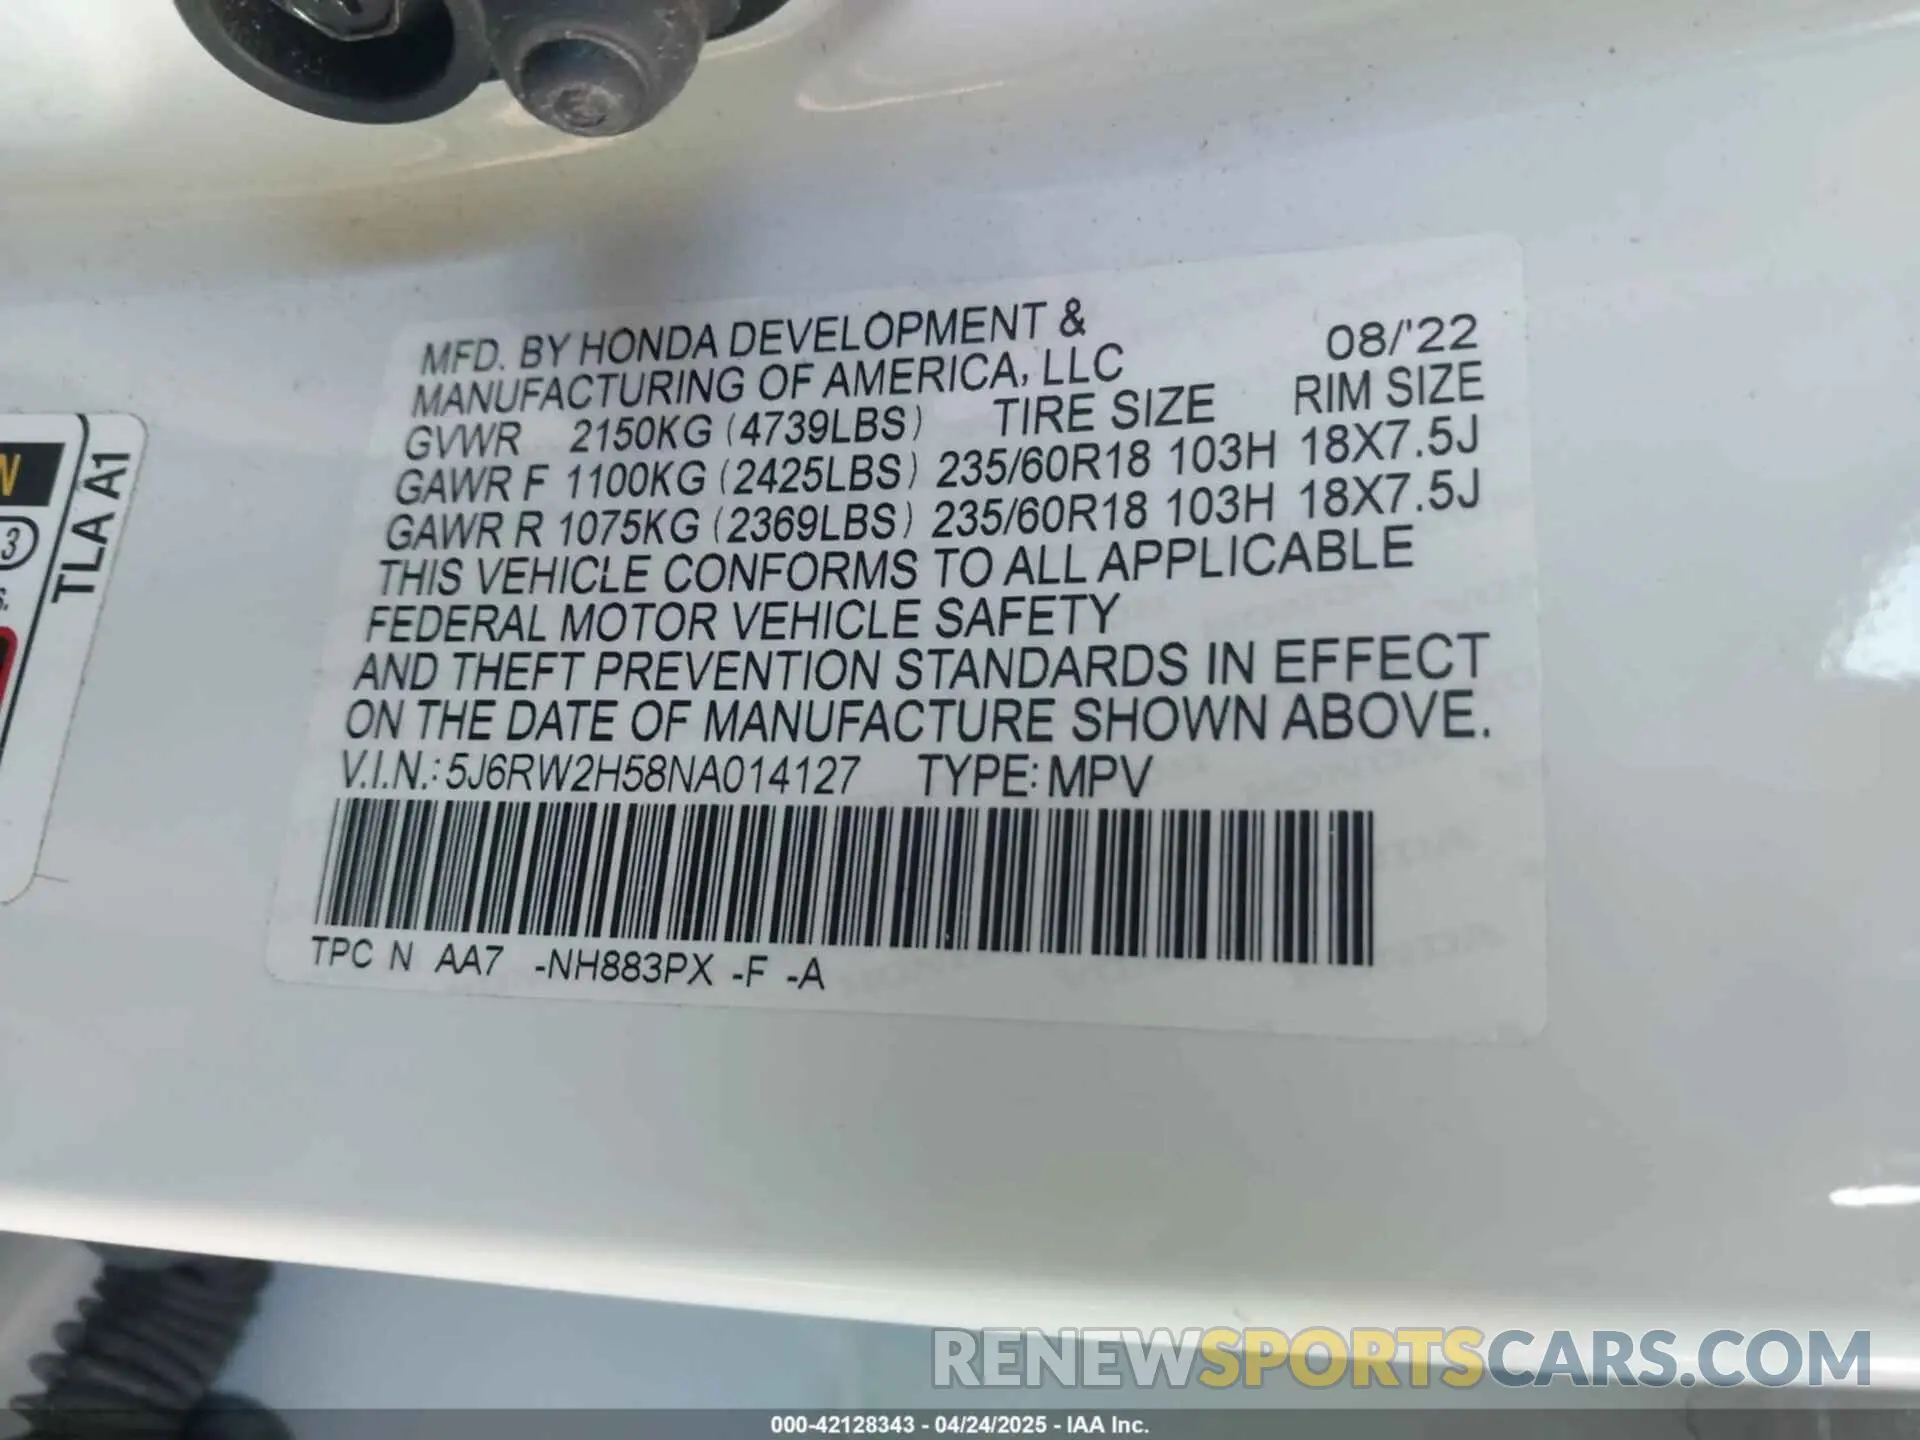 MFD. BY HONDA DEVELOPMENT & 08/'22
MANUFACTURING OF AMERICA, LLC
GVWR 2150KG (4739LBS) TIRE SIZE RIM SIZE
GAWR F 1100KG (2425LBS) 235/60R18 103H 18X7.5J
GAWR R 1075KG (2369LBS) 235/60R18 103H 18X7.5J
THIS VEHICLE CONFORMS TO ALL APPLICABLE
FEDERAL MOTOR VEHICLE SAFETY
AND THEFT PREVENTION STANDARDS IN EFFECT
ON THE DATE OF MANUFACTURE SHOWN ABOVE.
V.I.N.: 5J6RW2H58NA014127 TYPE: MPV
TPC N AA7 -NH883PX -F -A
N
3
s.
TLA A1
RENEWSPORTSCARS.COM
000-42128343 - 04/24/2025 - IAA Inc.